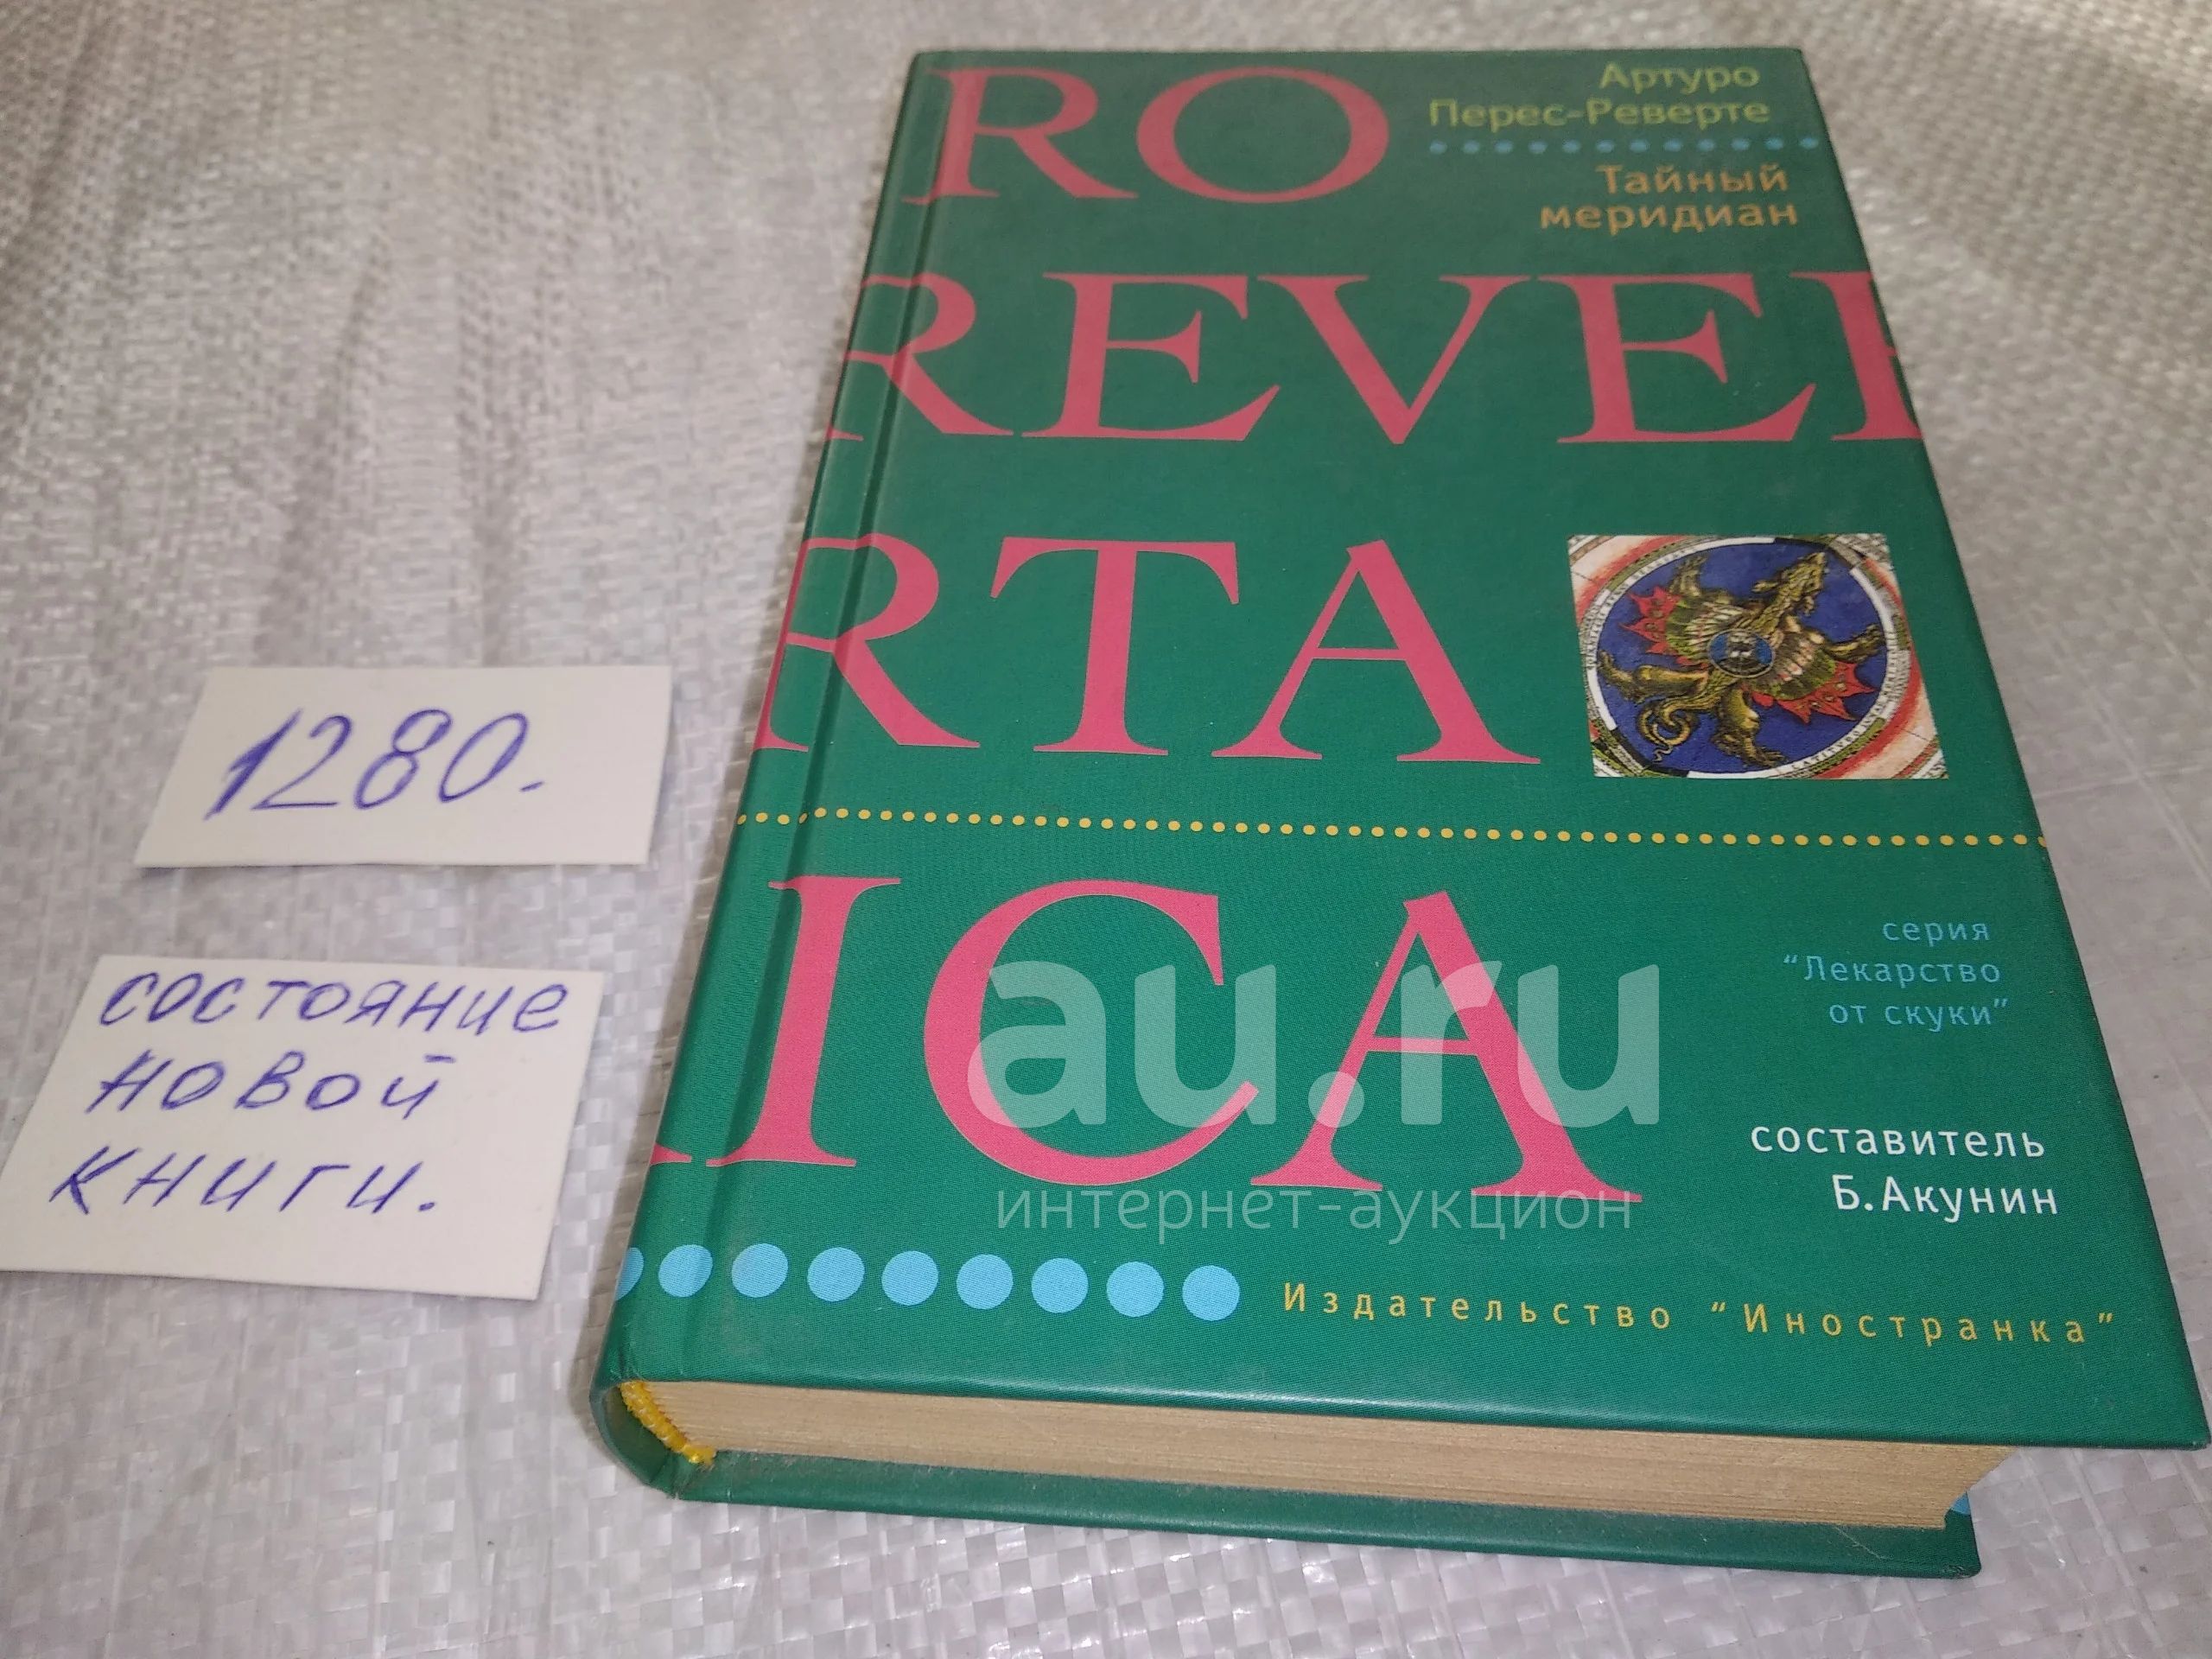 RO
Артуро
Перес-Реверте
Тайный
меридиан
REVER
RTA
ICA
серия
"Лекарство
от скуки"
составитель
Б.Акунин
Издательство "Иностранка"
1280.
состояние
новой
книги.
au.ru
интернет-аукцион